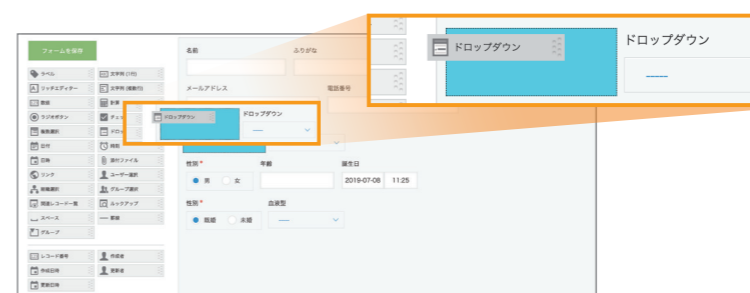 フォームを保存
ラベル
文字列 (1行)
リッチエディター
文字列 (複数行)
数値
計算
ラジオボタン
チェ
複数選択
ドロッ
日付
時刻
日時
添付ファイル
リンク
ユーザー選択
組織選択
グループ選択
関連レコード一覧
ルックアップ
スペース
罫線
グループ
レコード番号
作成者
作成日時
更新者
更新日時
名前
ふりがな
メールアドレス
電話番号
ドロップダウン
ドロップダウン
-----
性別*
年齢
誕生日
男
女
2019-07-08
11:25
性別*
血液型
既婚
未婚
-----
ドロップダウン
ドロップダウン
-----